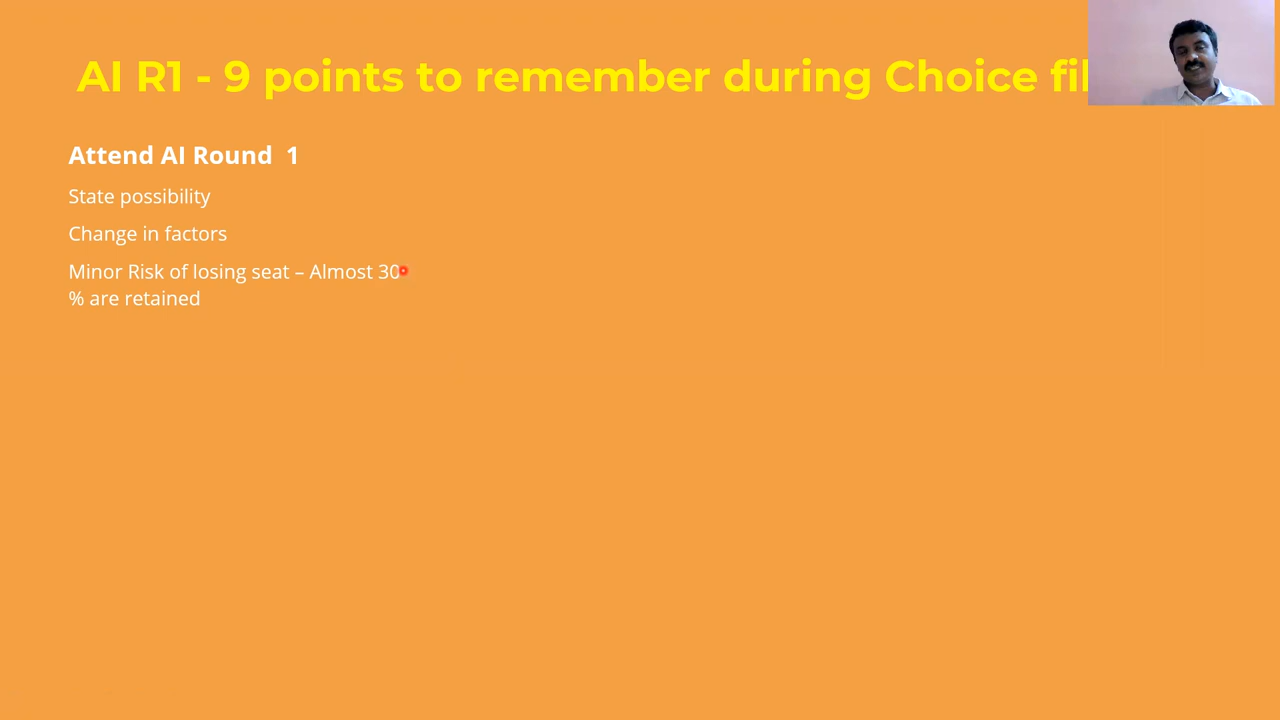 AI R1 - 9 points to remember during Choice
Attend AI Round 1
State possibility
Change in factors
Minor Risk of losing seat – Almost 30
% are retained